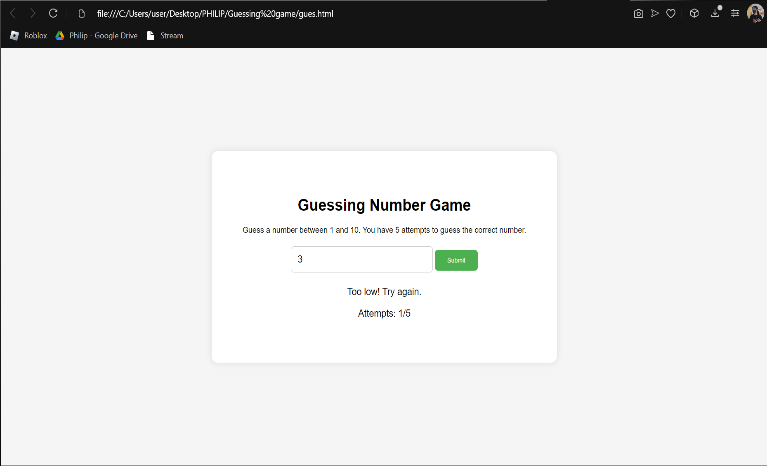 file:///C:/Users/user/Desktop/PHILIP/Guessing%20game/gues.html
Roblox Philip - Google Drive Stream
Guessing Number Game
Guess a number between 1 and 10. You have 5 attempts to guess the correct number.
3 Submit
Too low! Try again.
Attempts: 1/5